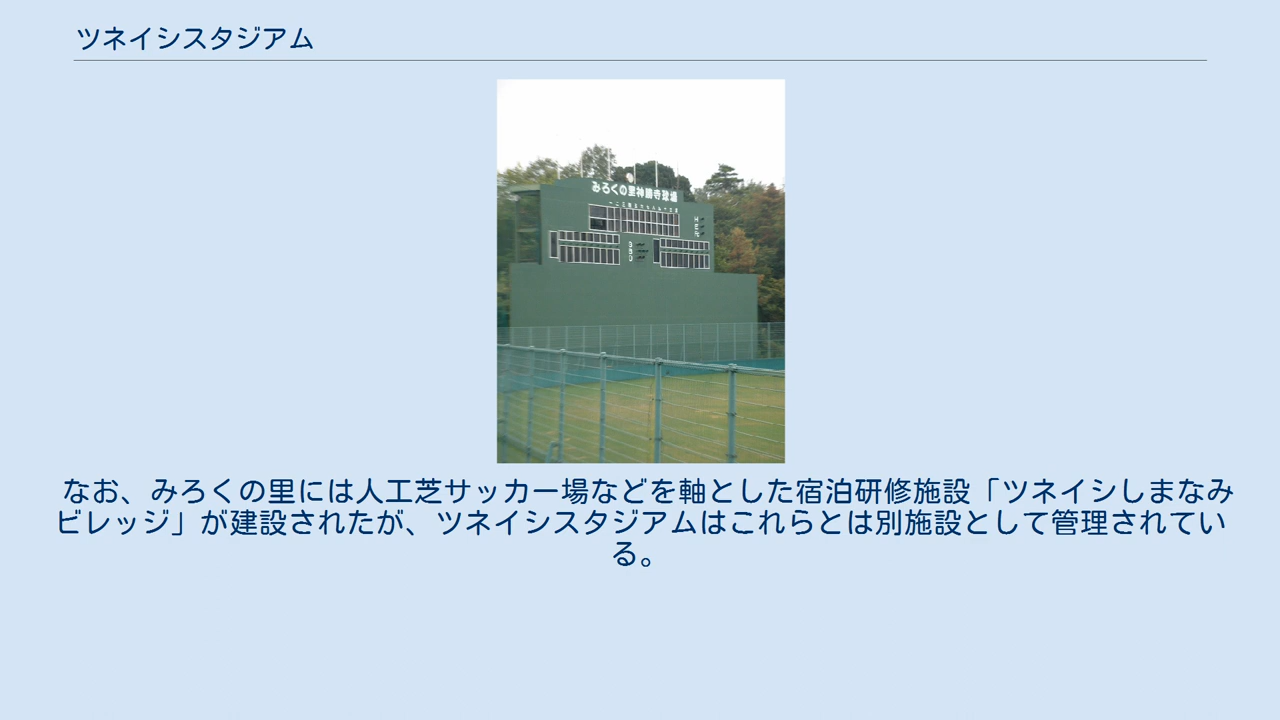 ツネイシスタジアム
みろくの里神勝寺球場
なお、みろくの里には人工芝サッカー場などを軸とした宿泊研修施設「ツネイシしまなみ
ビレッジ」が建設されたが、ツネイシスタジアムはこれらとは別施設として管理されてい
る。